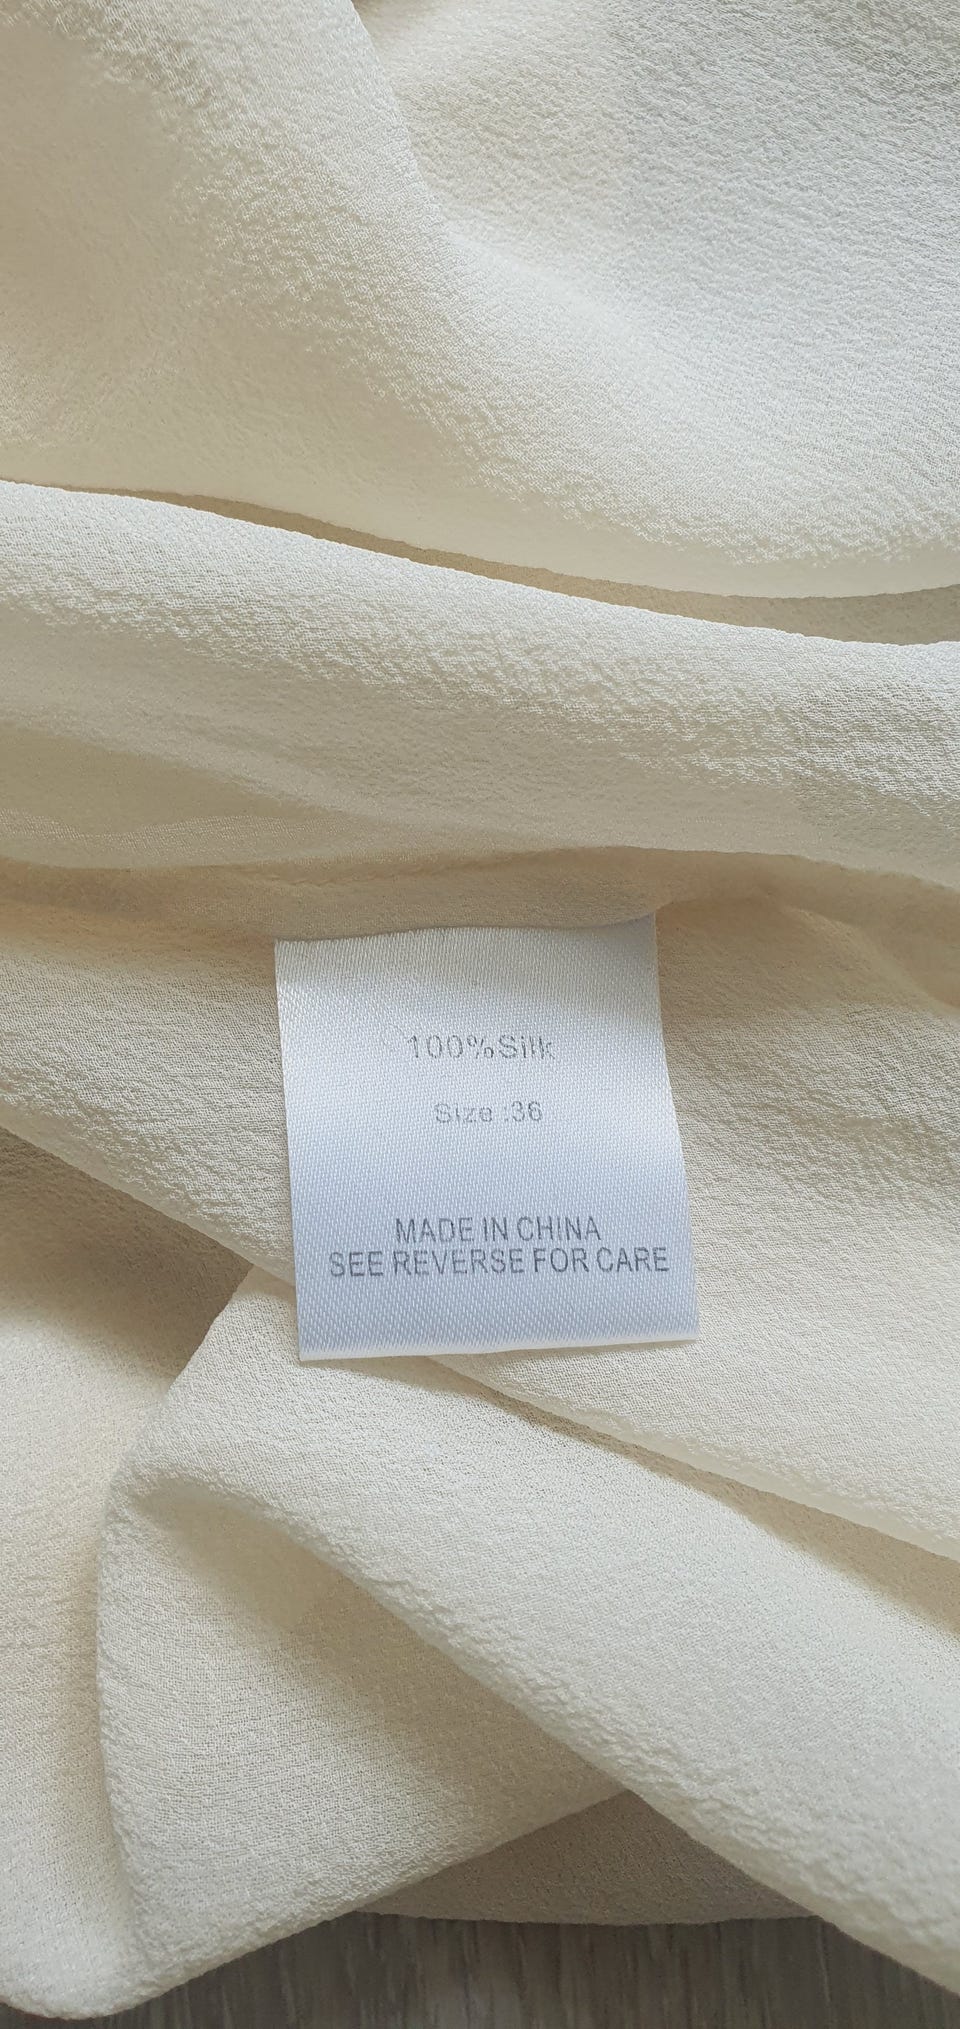 100%Silk
Size :36
MADE IN CHINA
SEE REVERSE FOR CARE